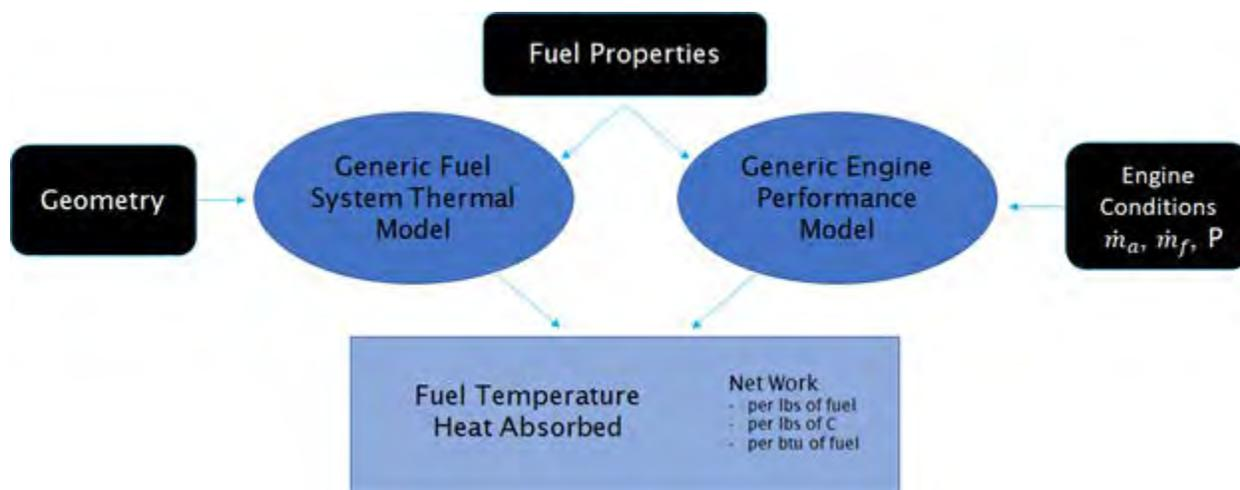 Fuel Properties
Geometry
Generic Fuel
System Thermal
Model
Generic Engine
Performance
Model
Engine
Conditions
ṁₐ, ṁ_f, P
Fuel Temperature
Heat Absorbed
Net Work
- per lbs of fuel
- per lbs of C
- per btu of fuel